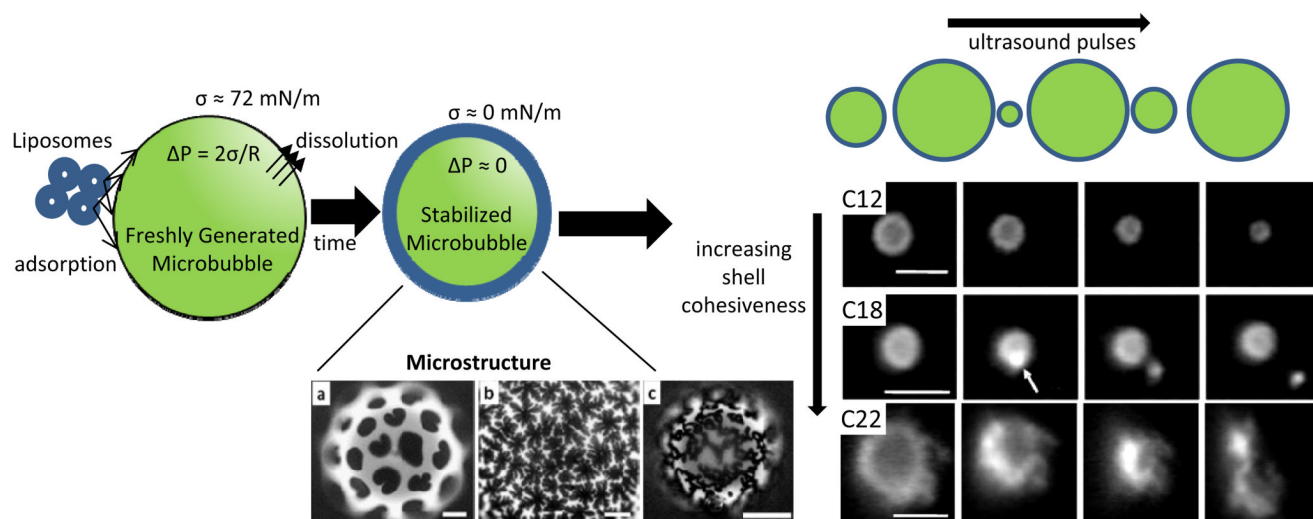 σ ≈ 72 mN/m
Liposomes
dissolution
ΔP = 2σ/R
adsorption
Freshly Generated
Microbubble
time
σ ≈ 0 mN/m
ΔP ≈ 0
Stabilized
Microbubble
Microstructure
a
b
c
ultrasound pulses
increasing
shell
cohesiveness
C12
C18
C22